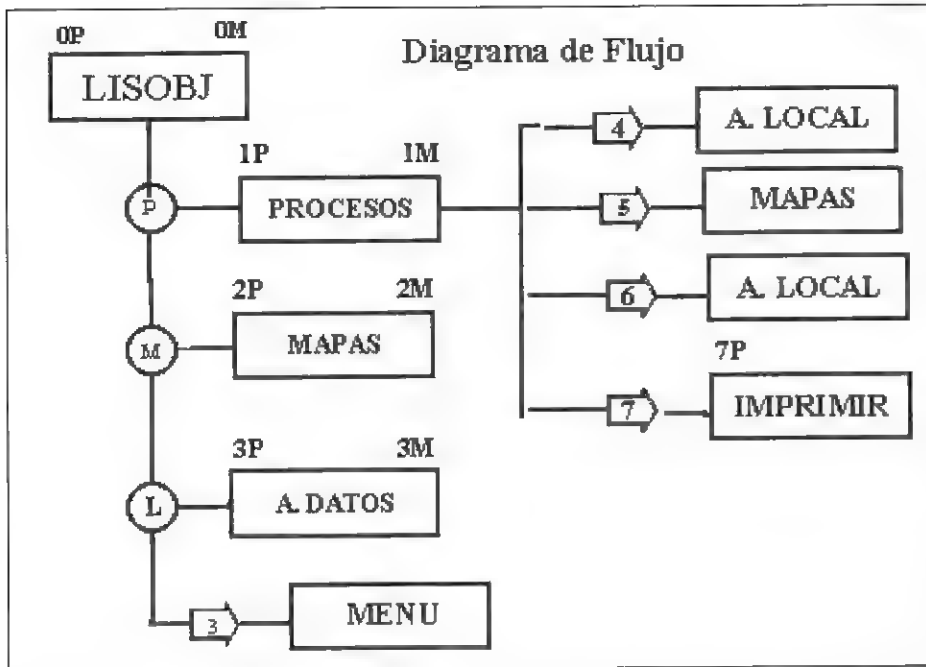 0P 0M
Diagrama de Flujo
LISOBJ
4
A. LOCAL
1P 1M
P
PROCESOS
5
MAPAS
2P 2M
6
A. LOCAL
M
MAPAS
7P
7
IMPRIMIR
3P 3M
L
A. DATOS
3
MENU